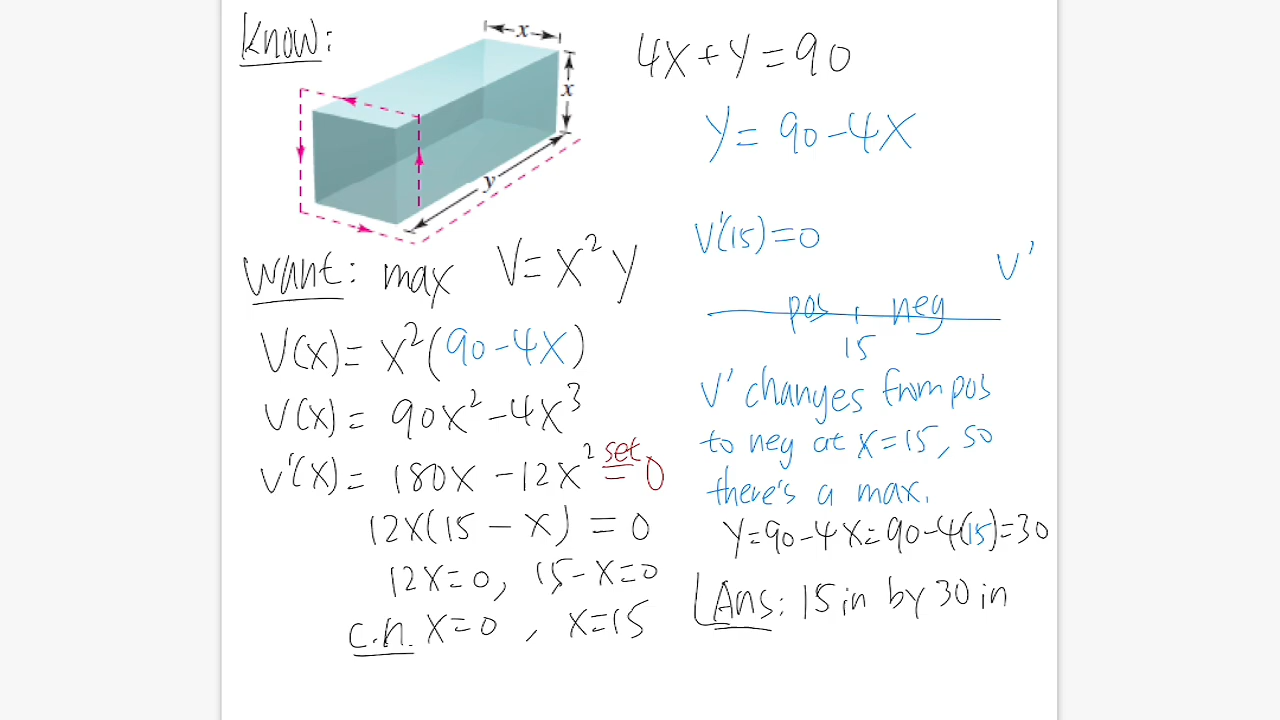 Know:
x
x
y
4x+y=90
y=90-4x
Want: max V=x²y
V(x)=x²(90-4x)
V(x)=90x²-4x³
V'(x)=180x-12x² set = 0
12x(15-x)=0
12x=0, 15-x=0
c.n. x=0, x=15
V'(15)=0
V'
pos neg
15
V' changes from pos
to neg at x=15, so
there's a max.
y=90-4x=90-4(15)=30
Ans: 15 in by 30 in